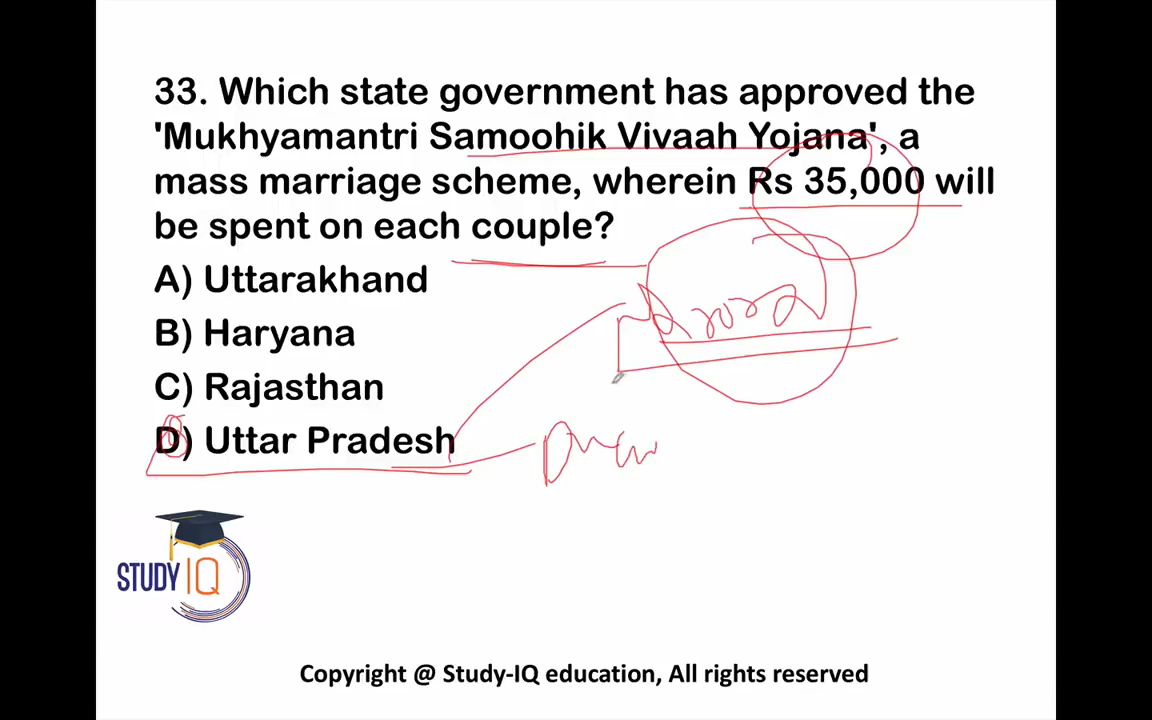 33. Which state government has approved the
'Mukhyamantri Samoohik Vivaah Yojana', a
mass marriage scheme, wherein Rs 35,000 will
be spent on each couple?
A) Uttarakhand
B) Haryana
C) Rajasthan
D) Uttar Pradesh
STUDY IQ
Copyright @ Study-IQ education, All rights reserved